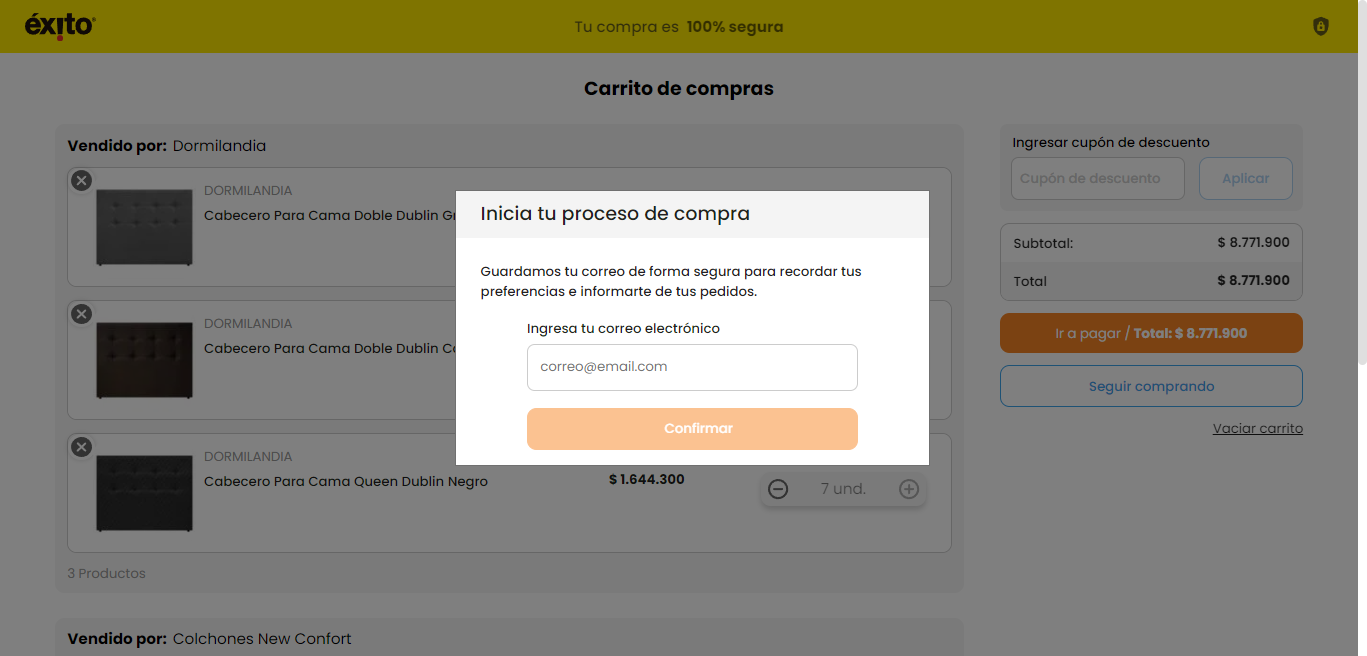 éxito
Tu compra es 100% segura
Carrito de compras
Vendido por: Dormilandia
DORMILANDIA
Cabecero Para Cama Doble Dublin
DORMILANDIA
Cabecero Para Cama Doble Dublin
DORMILANDIA
Cabecero Para Cama Queen Dublin Negro
$ 1.644.300
7 und.
3 Productos
Vendido por: Colchones New Confort
Inicia tu proceso de compra
Guardamos tu correo de forma segura para recordar tus
preferencias e informarte de tus pedidos.
Ingresa tu correo electrónico
correo@email.com
Confirmar
Ingresar cupón de descuento
Cupón de descuento
Aplicar
Subtotal: $ 8.771.900
Total $ 8.771.900
Ir a pagar / Total: $ 8.771.900
Seguir comprando
Vaciar carrito